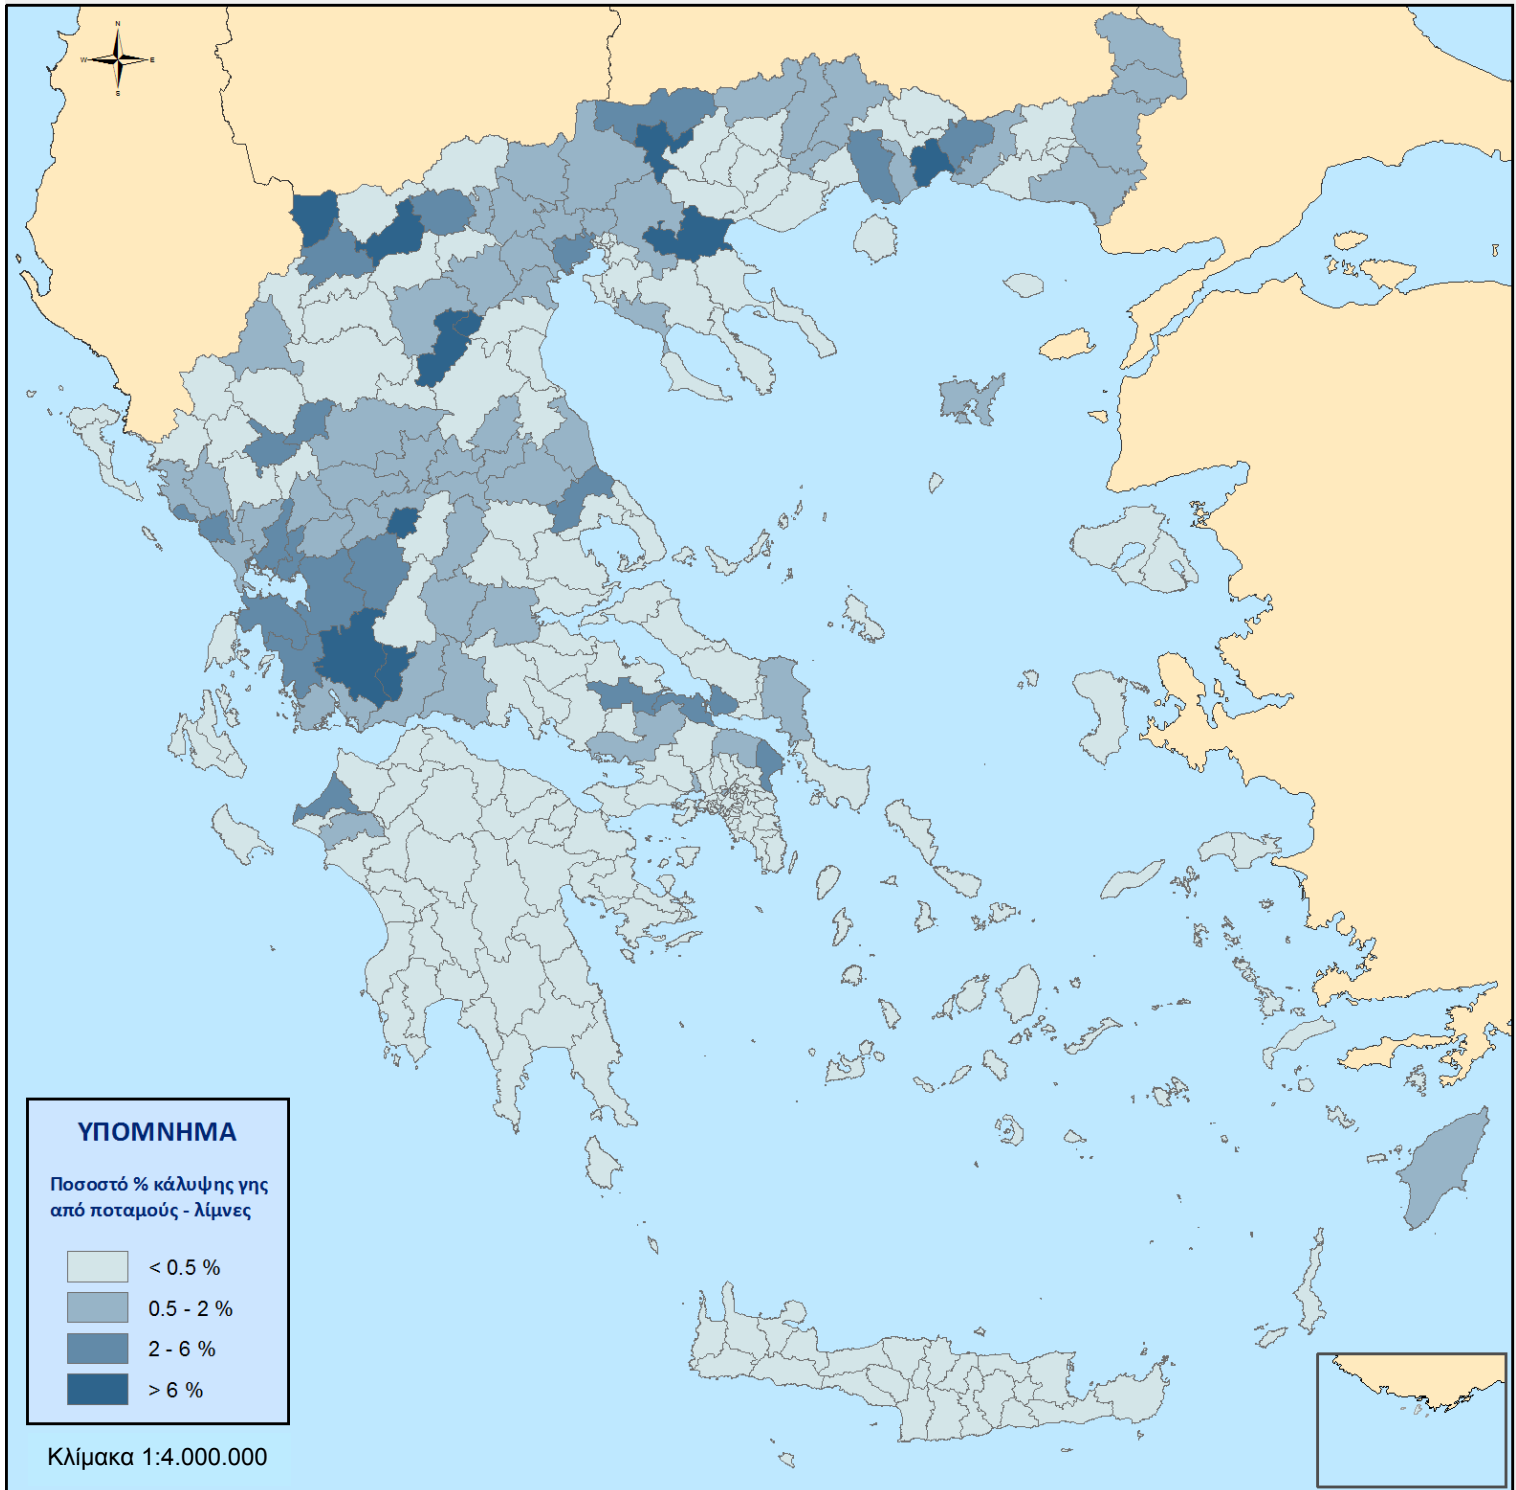 N
W E
S
ΥΠΟΜΝΗΜΑ
Ποσοστό % κάλυψης γης
από ποταμούς - λίμνες
< 0.5 %
0.5 - 2 %
2 - 6 %
> 6 %
Κλίμακα 1:4.000.000